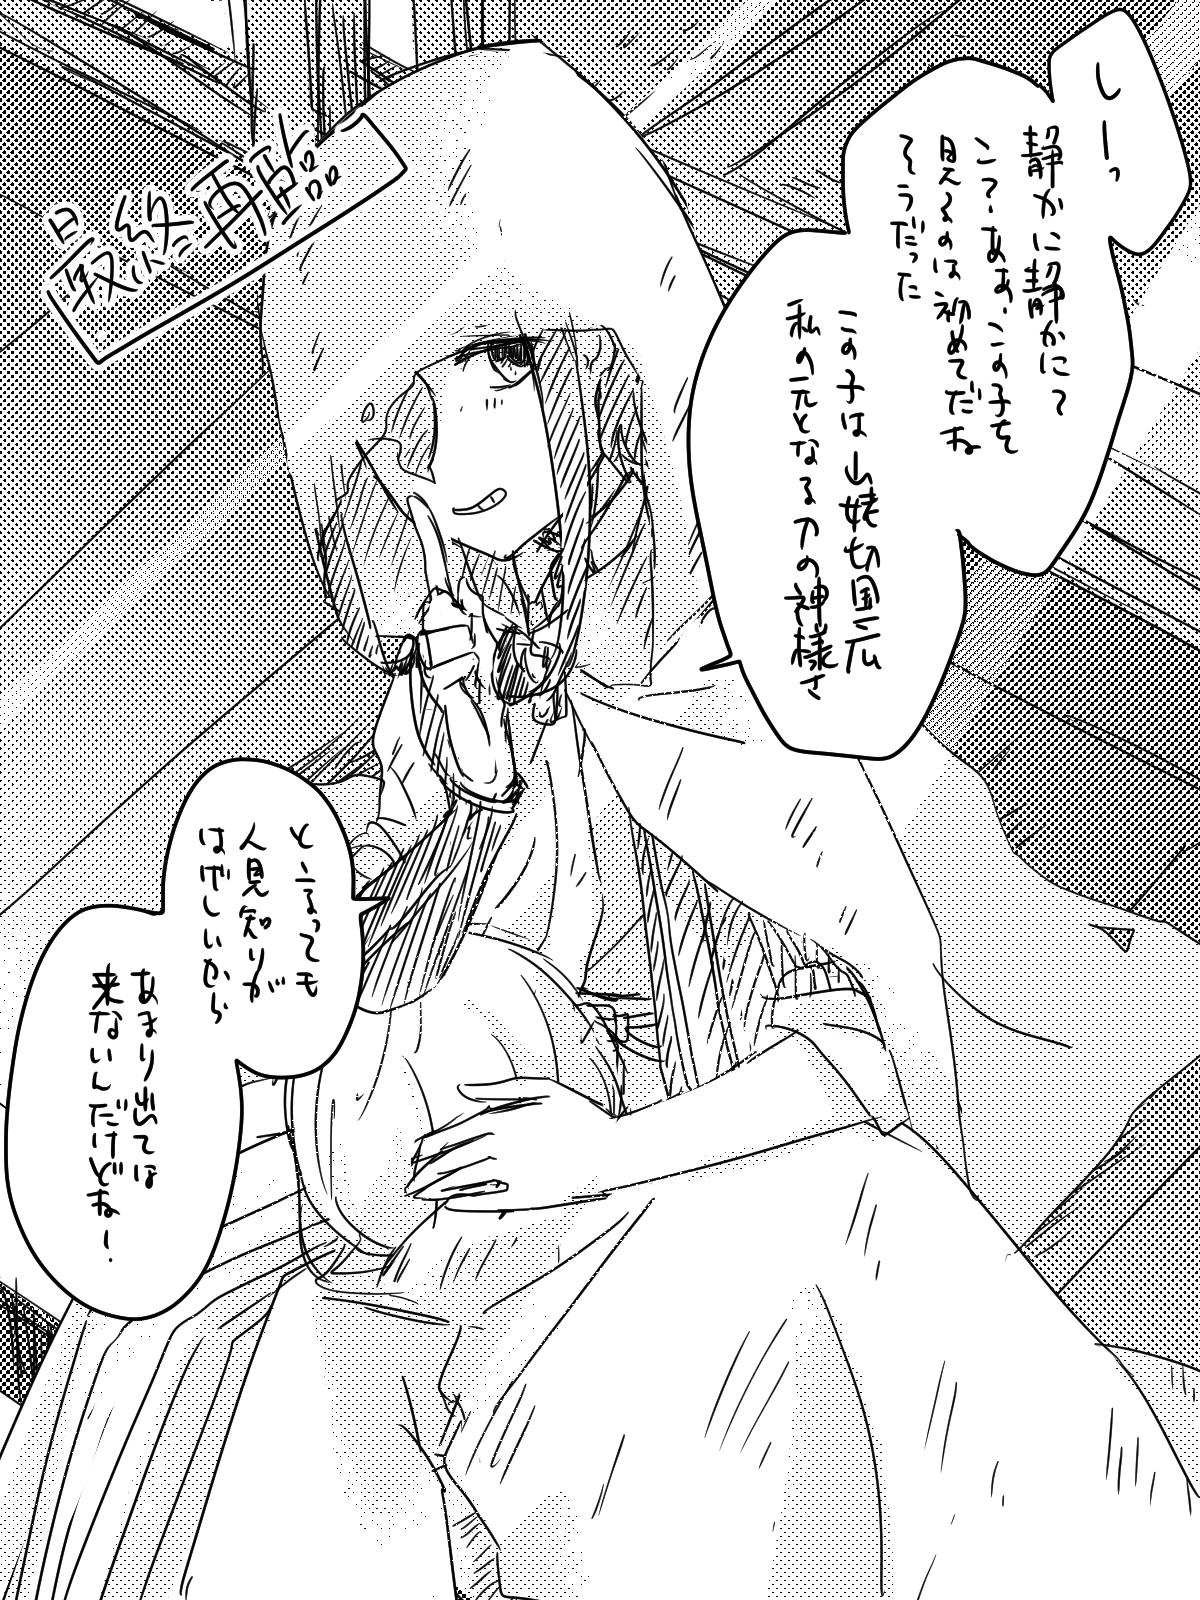 しーっ
静かに静かにて
こ？あぁ、この子を
見るのは初めてだね
そうだった
この子は山姥切国広
私の元となる刀の神様さ
最終再臨
と言っても
人見知りが
はげしいから
あまり出ては
来ないんだけどねー.